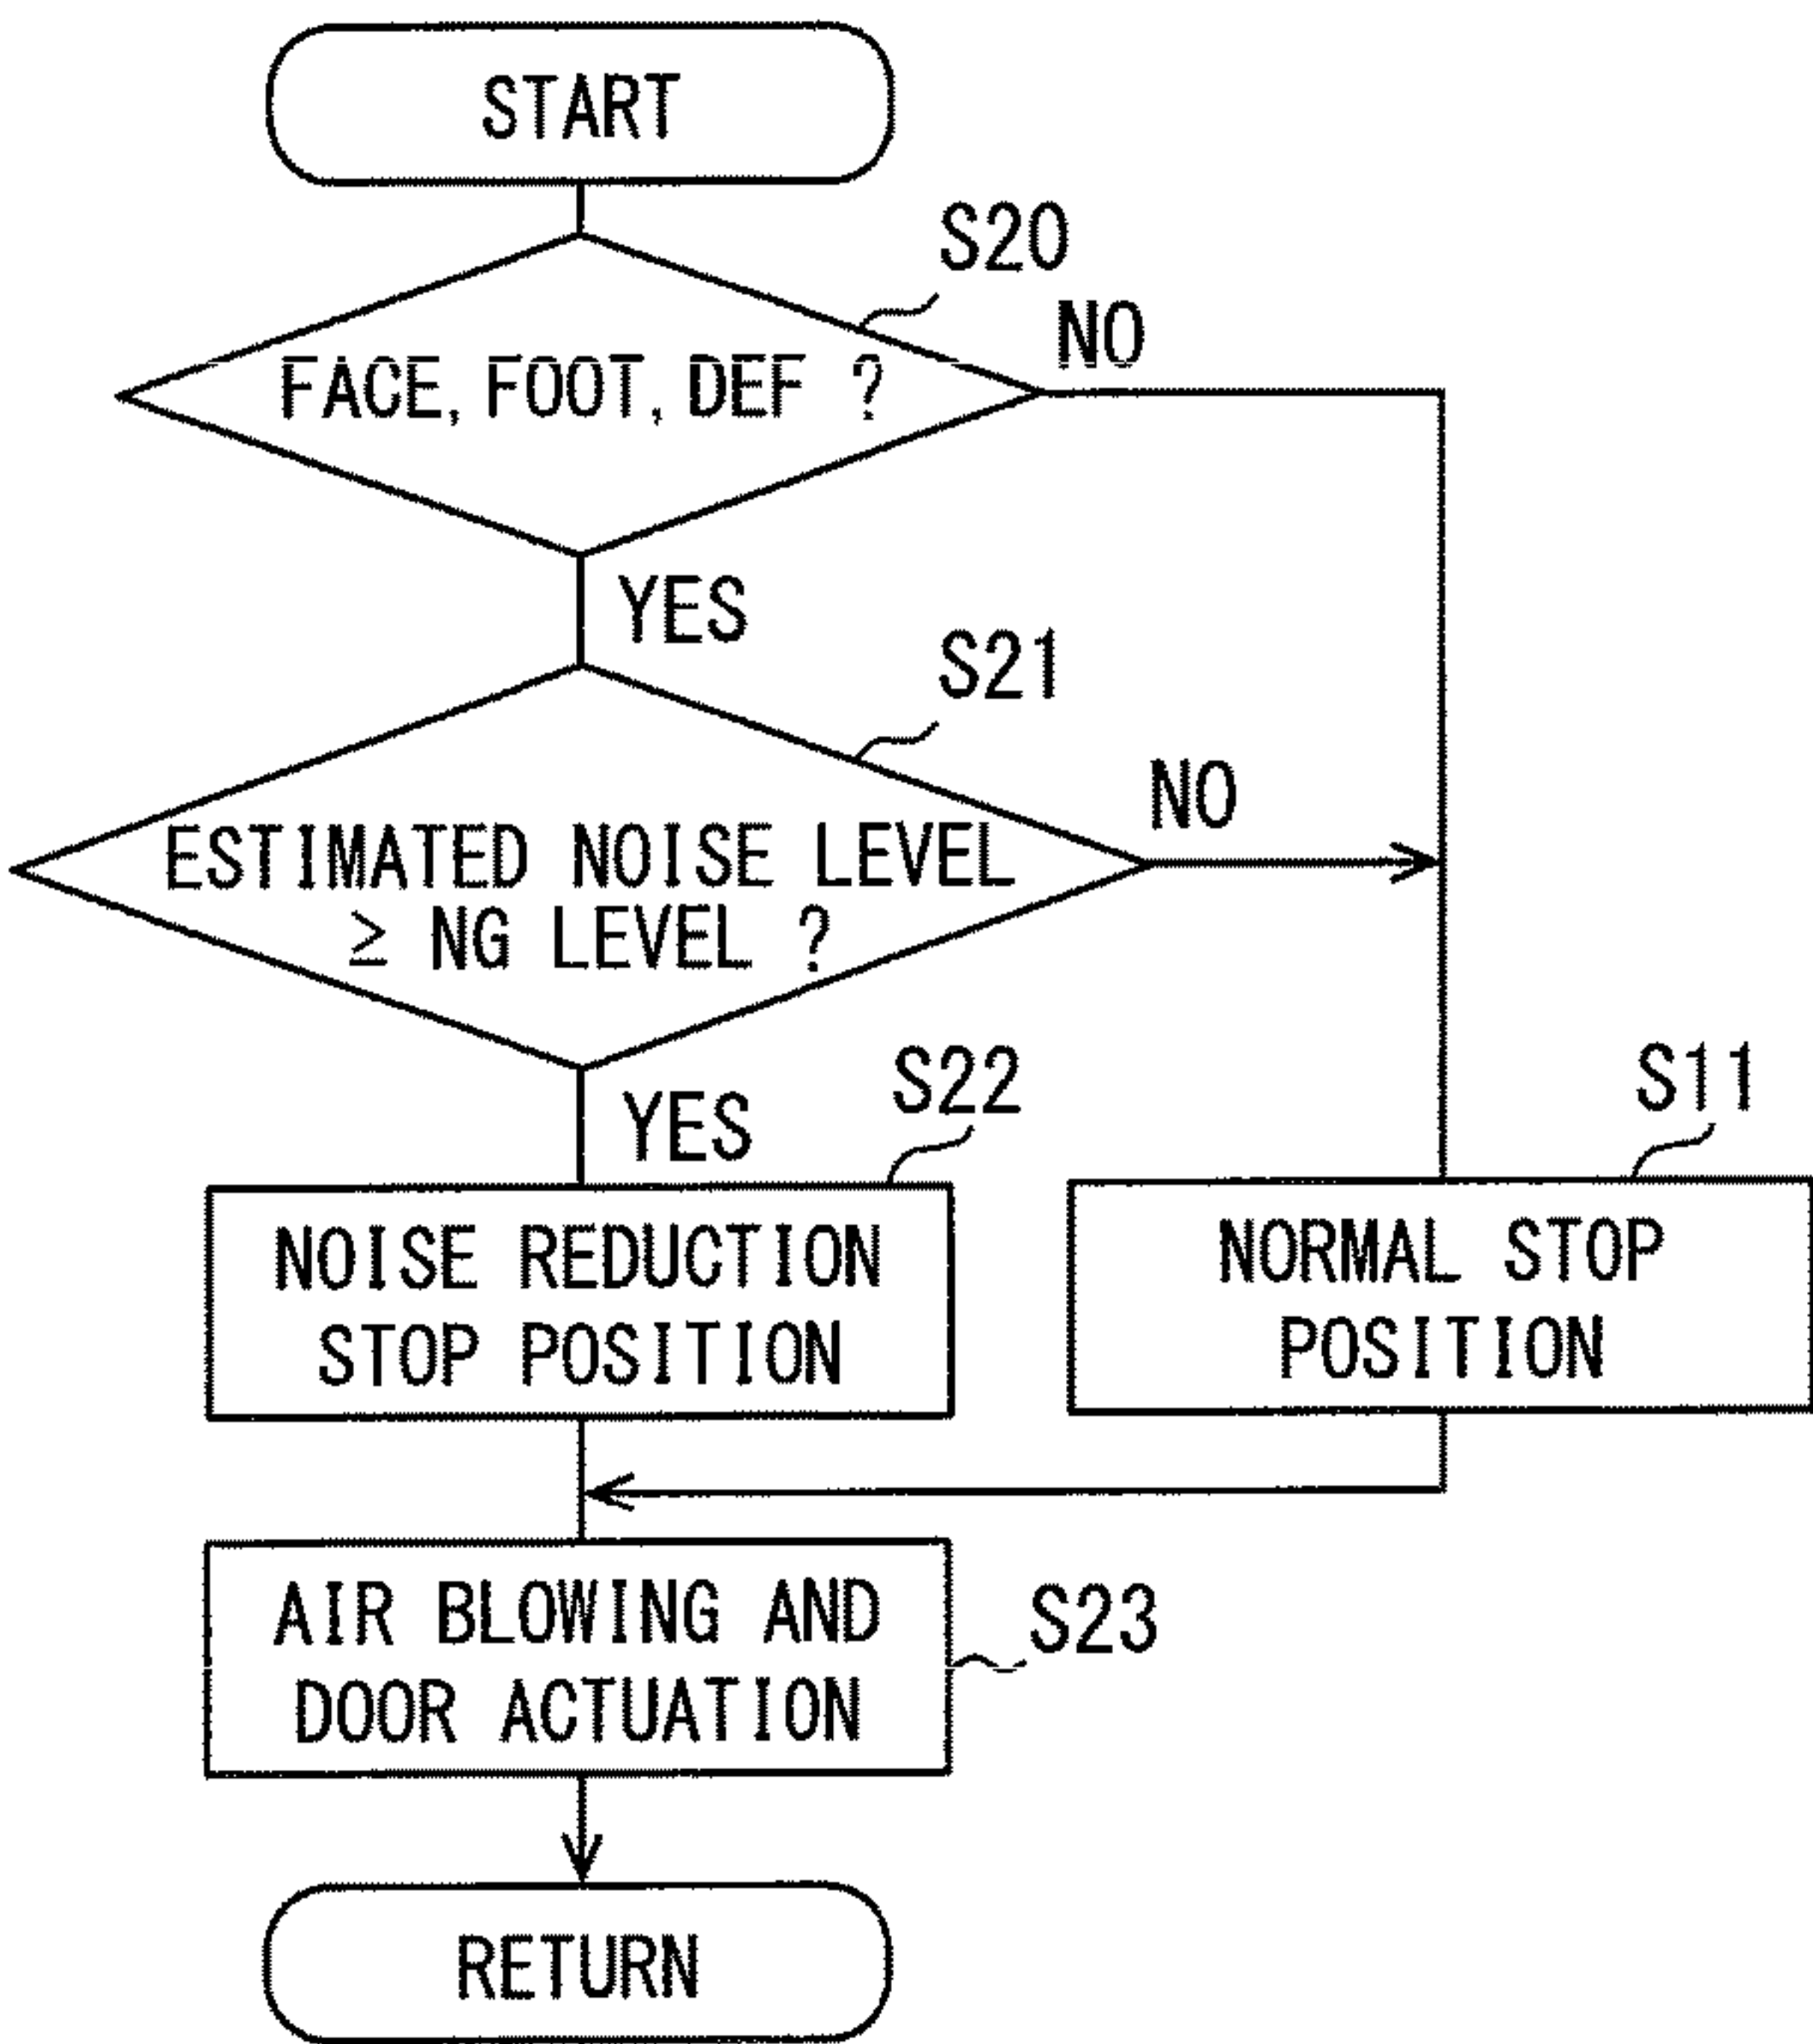 START
S20
NO
FACE, FOOT, DEF ?
YES
S21
NO
ESTIMATED NOISE LEVEL
≥ NG LEVEL ?
YES
S22
S11
NOISE REDUCTION
STOP POSITION
NORMAL STOP
POSITION
AIR BLOWING AND
DOOR ACTUATION
S23
RETURN